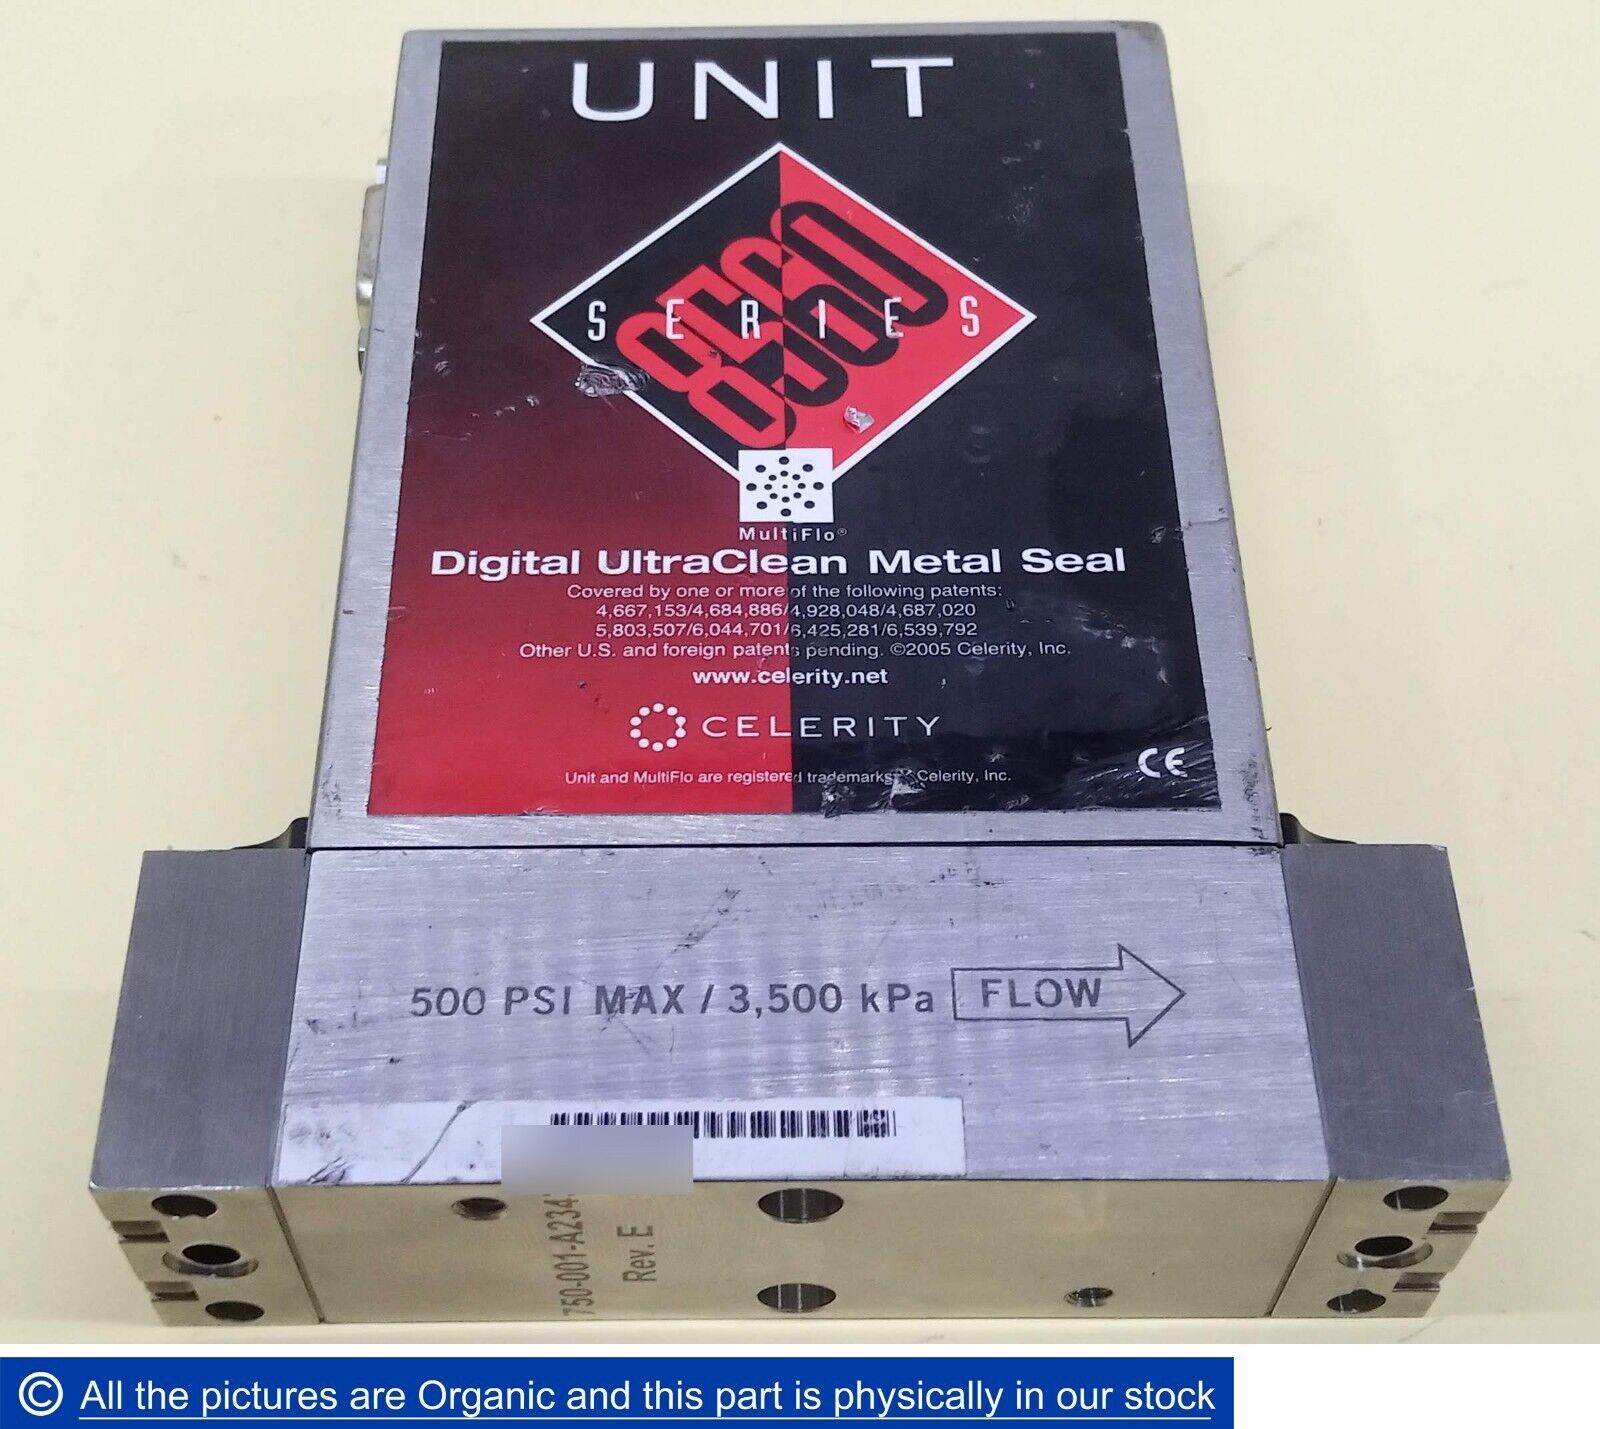 UNIT
8560
SERIES
MultiFlo®
Digital UltraClean Metal Seal
Covered by one or more of the following patents:
4,667,153/4,684,886/4,928,048/4,687,020
5,803,507/6,044,701/6,425,281/6,539,792
Other U.S. and foreign patents pending. ©2005 Celerity, Inc.
www.celerity.net
CELERITY
CE
Unit and MultiFlo are registered trademarks Celerity, Inc.
500 PSI MAX / 3,500 kPa FLOW
Rev. E
© All the pictures are Organic and this part is physically in our stock